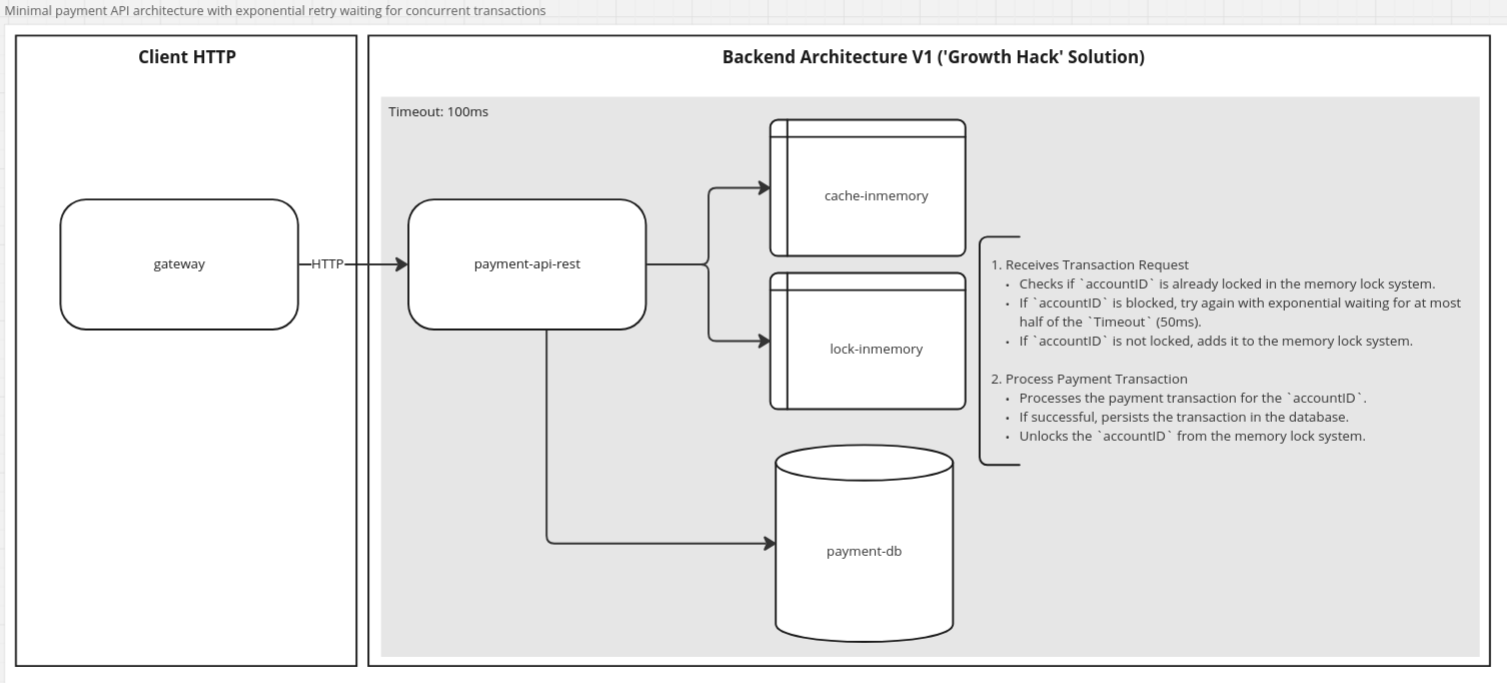 Minimal payment API architecture with exponential retry waiting for concurrent transactions
Client HTTP
Backend Architecture V1 ('Growth Hack' Solution)
Timeout: 100ms
gateway
HTTP
payment-api-rest
cache-inmemory
lock-inmemory
payment-db
1. Receives Transaction Request
• Checks if `accountID` is already locked in the memory lock system.
• If `accountID` is blocked, try again with exponential waiting for at most
half of the `Timeout` (50ms).
• If `accountID` is not locked, adds it to the memory lock system.
2. Process Payment Transaction
• Processes the payment transaction for the `accountID`.
• If successful, persists the transaction in the database.
• Unlocks the `accountID` from the memory lock system.